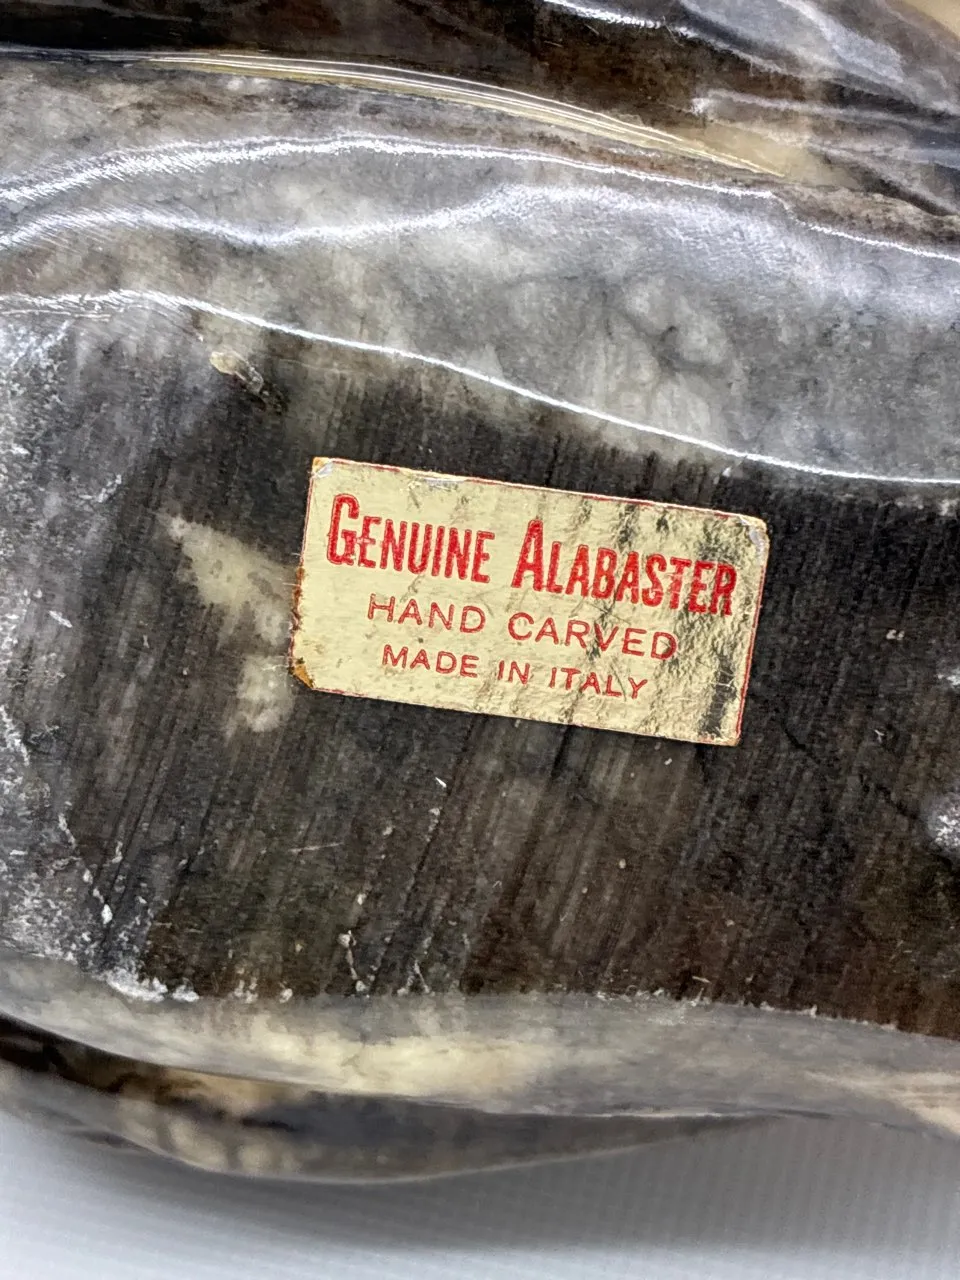 GENUINE ALABASTER
HAND CARVED
MADE IN ITALY